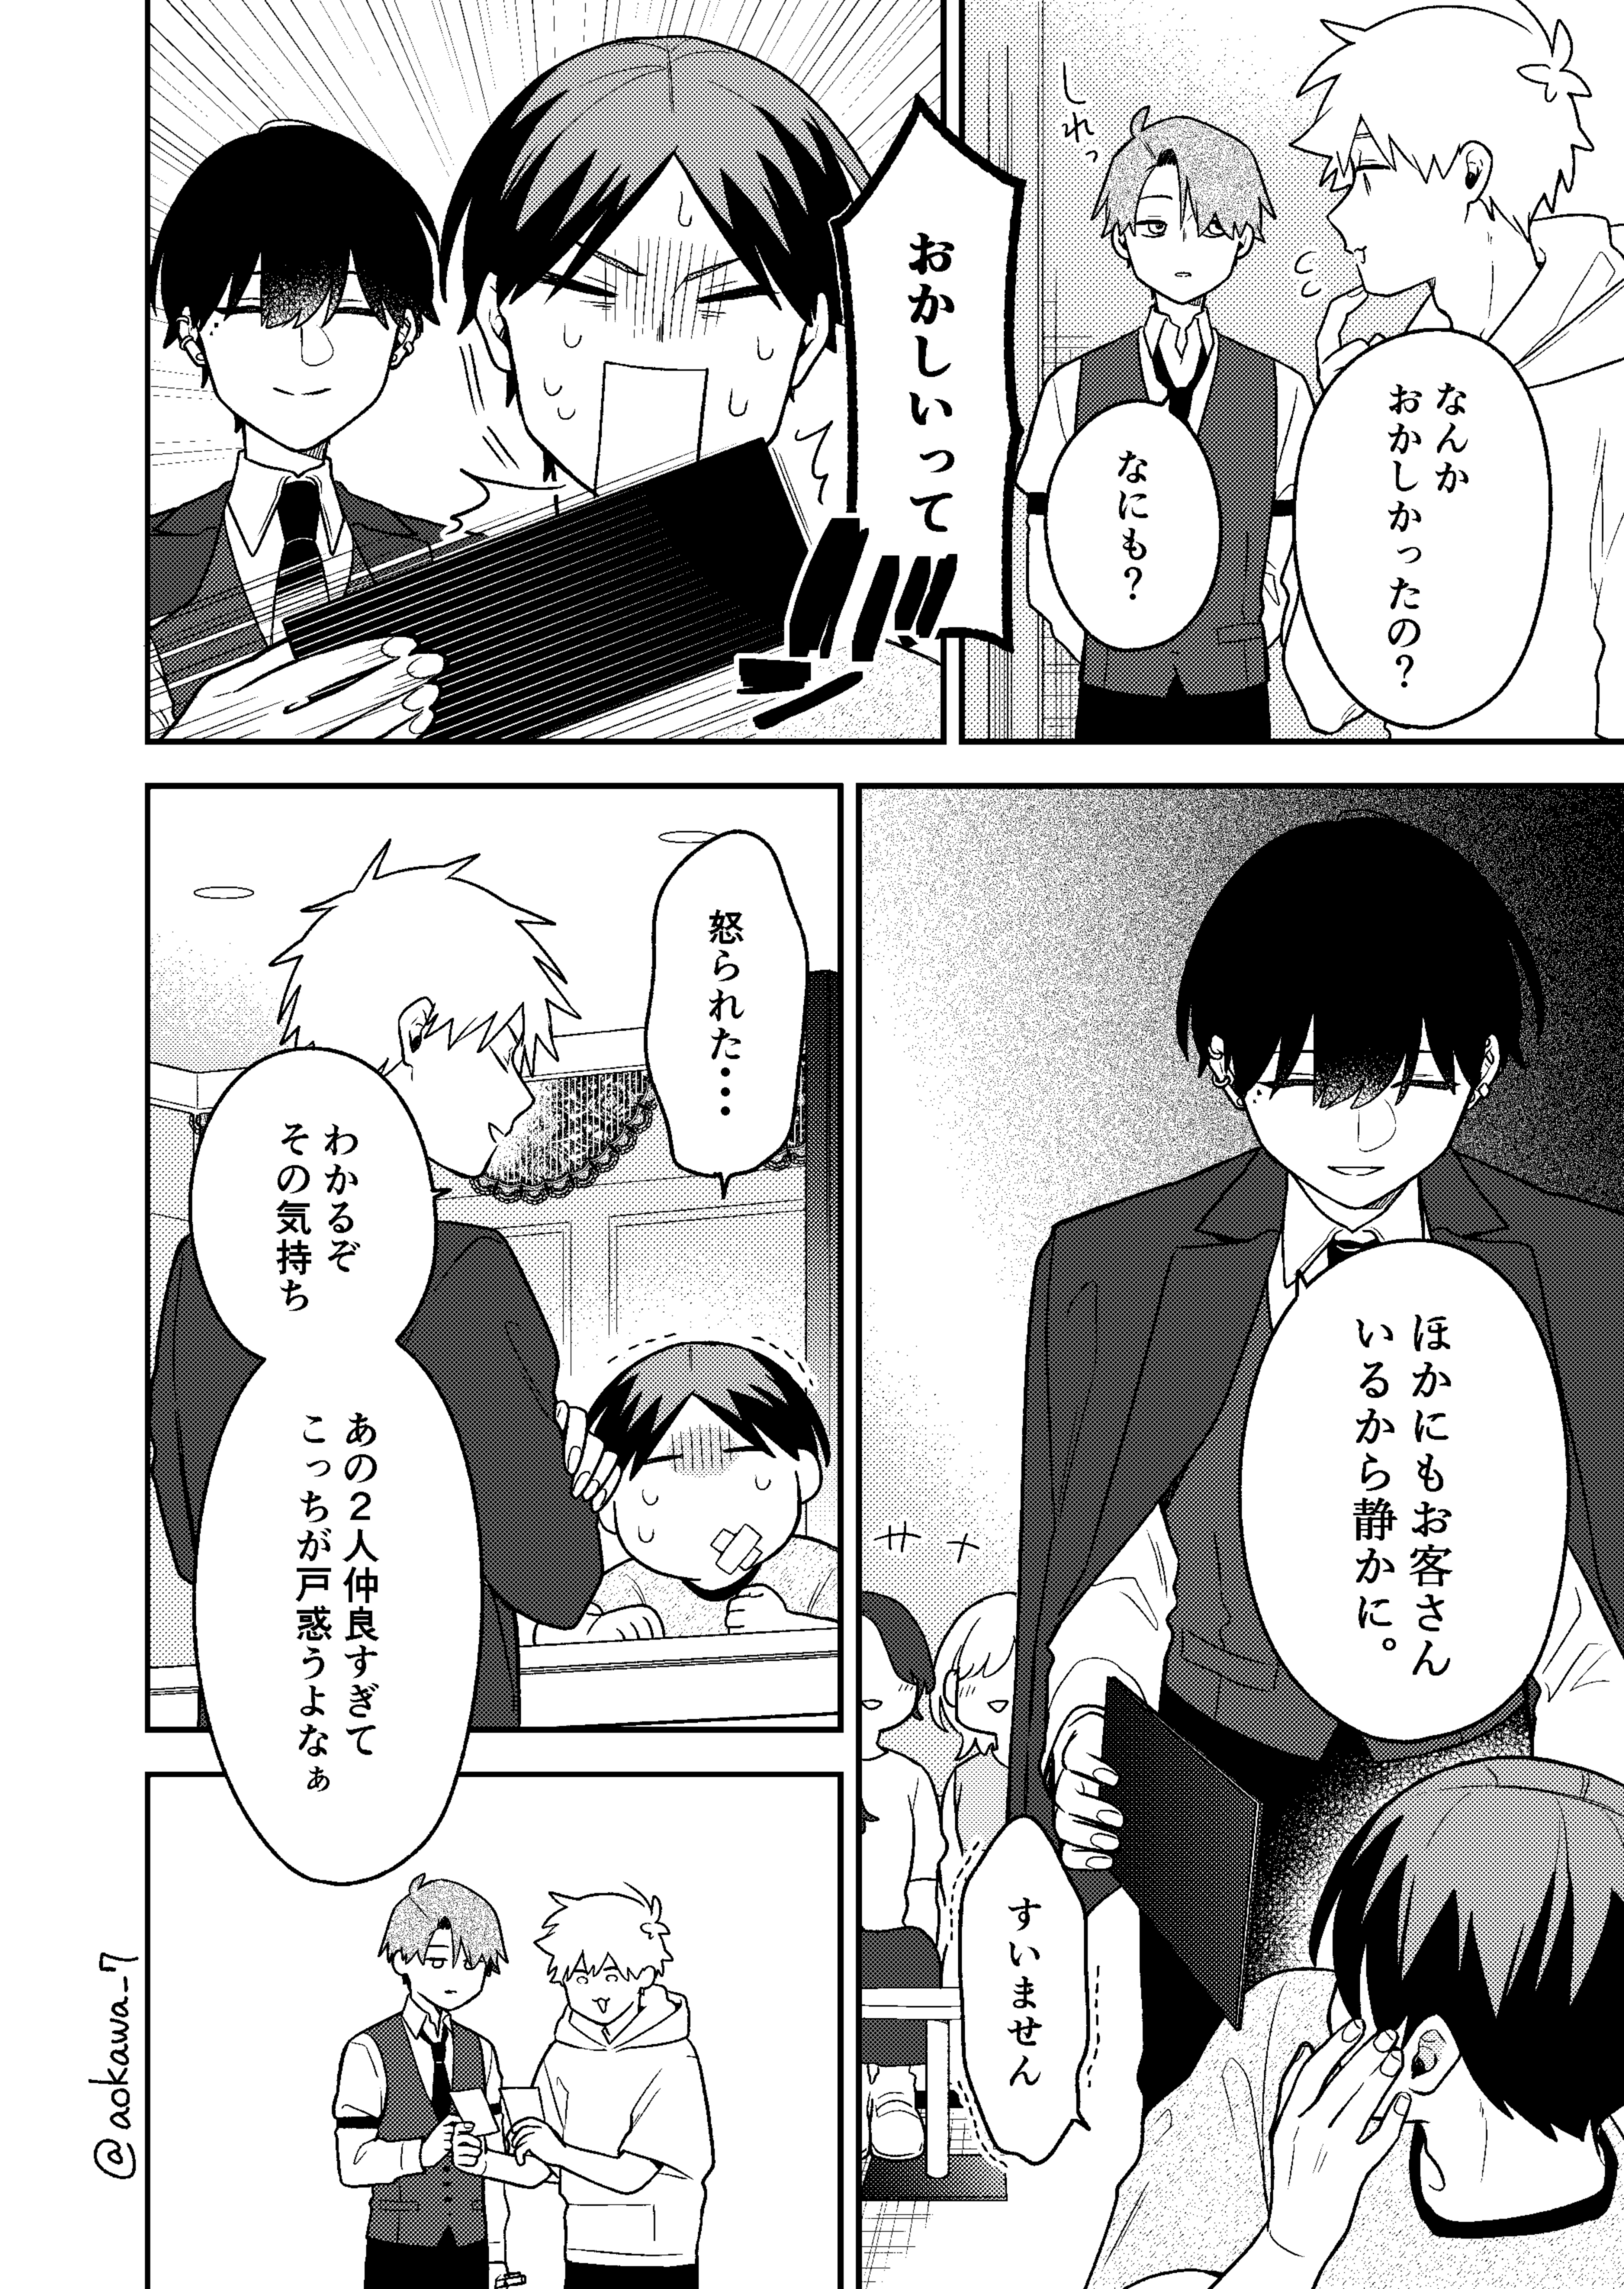 なんか
おかしかったの？
しれっ
なにも？
おかしいって
ほかにもお客さん
いるから静かに。
すいません
怒られた・・・
わかるぞ
その気持ち
あの２人仲良すぎて
こっちが戸惑うよなぁ
@aokawa_7